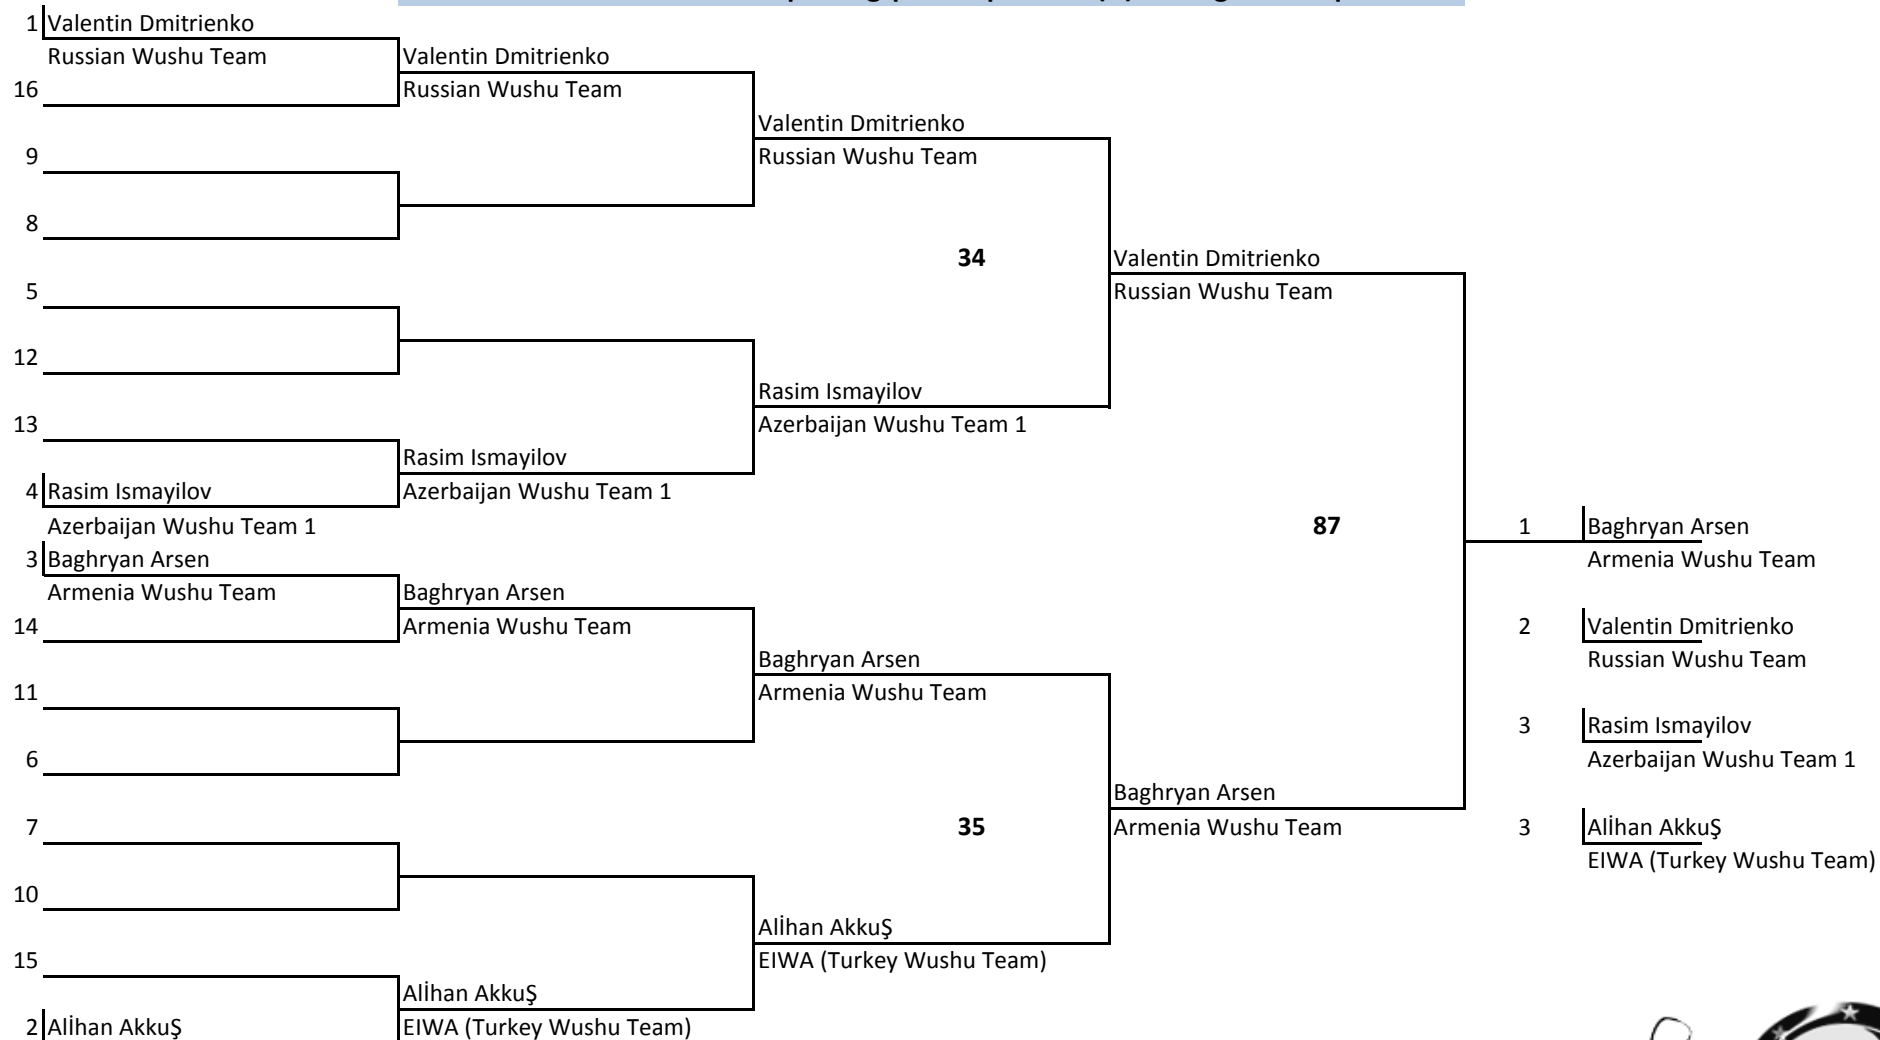 1 Valentin Dmitrienko
Russian Wushu Team
Valentin Dmitrienko
16
Russian Wushu Team
Valentin Dmitrienko
9
Russian Wushu Team
8
34
Valentin Dmitrienko
5
Russian Wushu Team
12
Rasim Ismayilov
13
Azerbaijan Wushu Team 1
Rasim Ismayilov
4 Rasim Ismayilov
Azerbaijan Wushu Team 1
Azerbaijan Wushu Team 1
87
1 Baghryan Arsen
3 Baghryan Arsen
Armenia Wushu Team
Armenia Wushu Team
Baghryan Arsen
14
Armenia Wushu Team
2 Valentin Dmitrienko
Baghryan Arsen
Russian Wushu Team
11
Armenia Wushu Team
3 Rasim Ismayilov
6
Azerbaijan Wushu Team 1
Baghryan Arsen
7
35
Armenia Wushu Team
3 Alİhan AkkuŞ
EIWA (Turkey Wushu Team)
10
Alİhan AkkuŞ
15
EIWA (Turkey Wushu Team)
Alİhan AkkuŞ
2 Alİhan AkkuŞ
EIWA (Turkey Wushu Team)